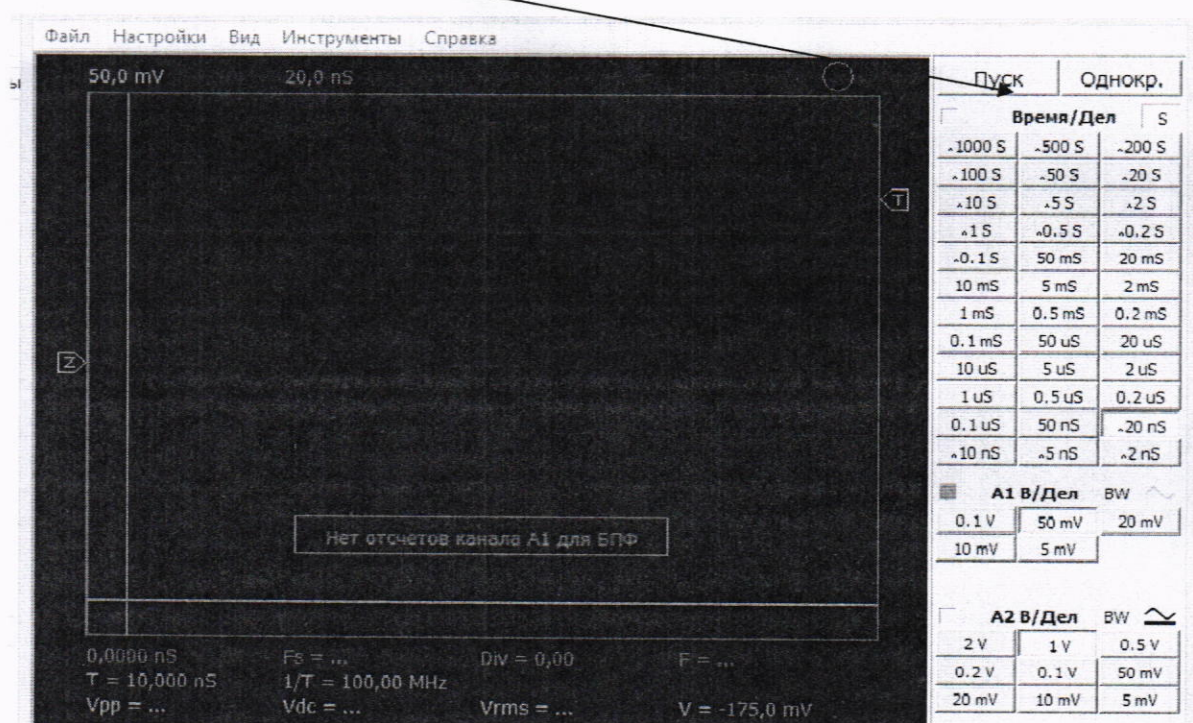 Файл Настройки Вид Инструменты Справка
50,0 mV 20,0 nS
Пуск Однокр.
Время/Дел S
1000 S 500 S 200 S
100 S 50 S 20 S
10 S 5 S 2 S
1 S 0.5 S 0.2 S
0.1 S 50 mS 20 mS
10 mS 5 mS 2 mS
1 mS 0.5 mS 0.2 mS
0.1 mS 50 uS 20 uS
10 uS 5 uS 2 uS
1 uS 0.5 uS 0.2 uS
0.1 uS 50 nS 20 nS
10 nS 5 nS 2 nS
T
Z
A1 В/Дел BW
0.1 V 50 mV 20 mV
10 mV 5 mV
Нет отсчетов канала A1 для БПФ
A2 В/Дел BW
2 V 1 V 0.5 V
0.2 V 0.1 V 50 mV
20 mV 10 mV 5 mV
0,0000 nS Fs = ... Div = 0,00 F = ...
T = 10,000 nS 1/T = 100,00 MHz
Vpp = ... Vdc = ... Vrms = ... V = -175,0 mV